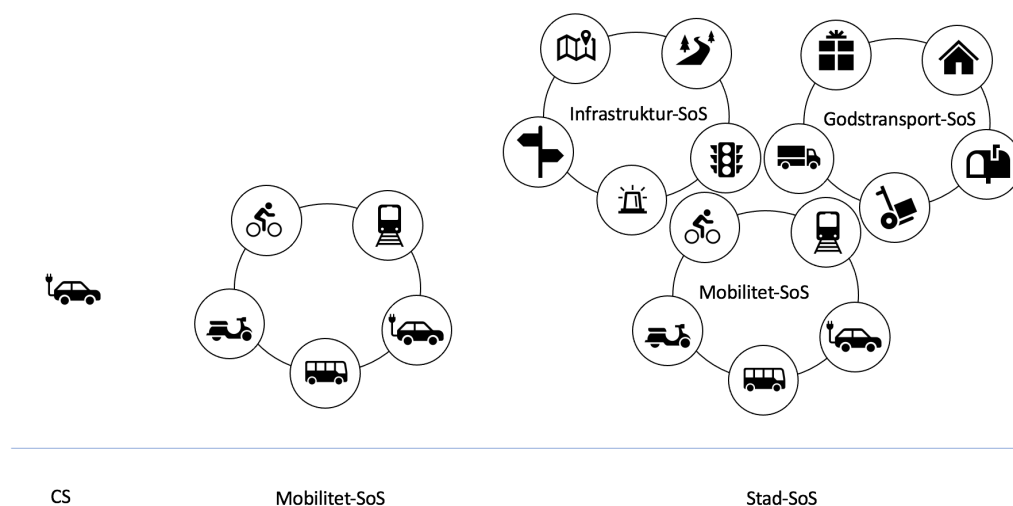 Infrastruktur-SoS
Godstransport-SoS
Mobilitet-SoS
CS
Mobilitet-SoS
Stad-SoS